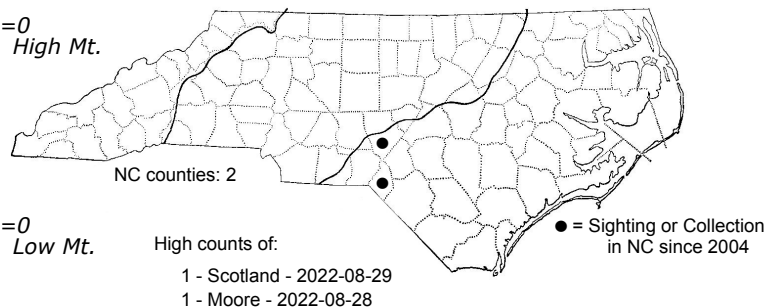 =0
High Mt.
NC counties: 2
=0
Low Mt.
High counts of:
1 - Scotland - 2022-08-29
1 - Moore - 2022-08-28
● = Sighting or Collection
in NC since 2004